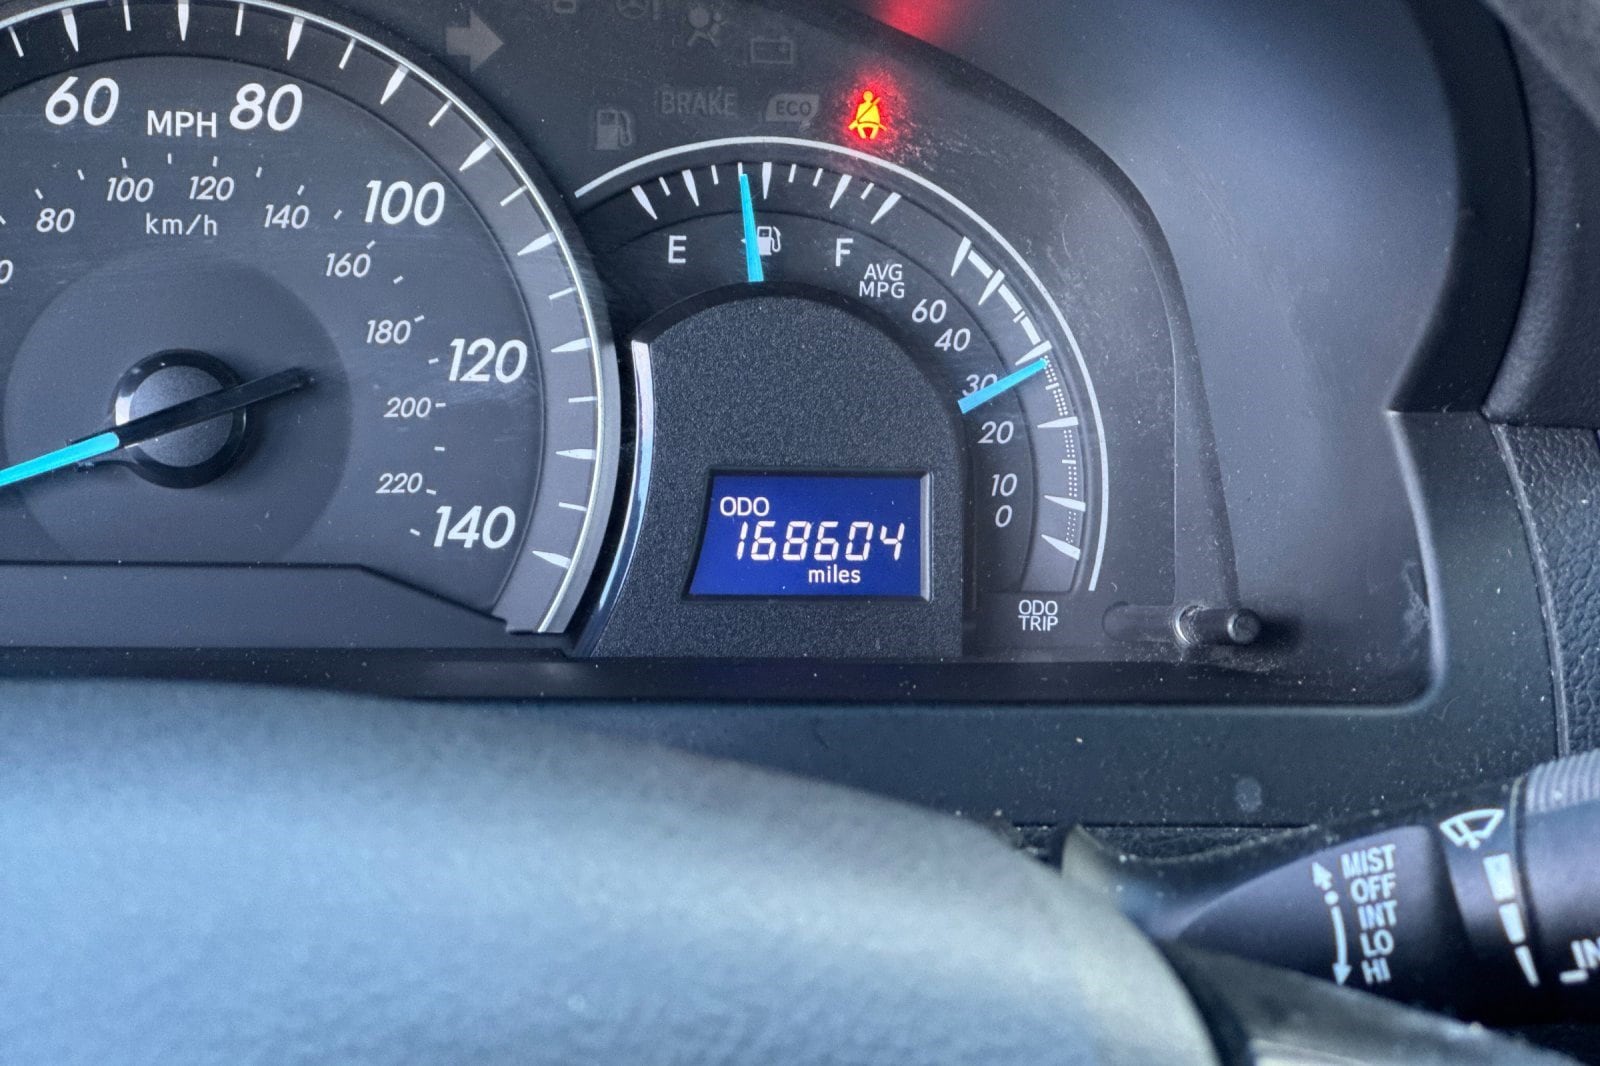 60 MPH 80
100 120
80 km/h 140
100
160
180
120
200
220
140
BRAKE ECO
E F
AVG
MPG
60
40
30
20
10
0
ODO
168604
miles
ODO
TRIP
MIST
OFF
INT
LO
HI